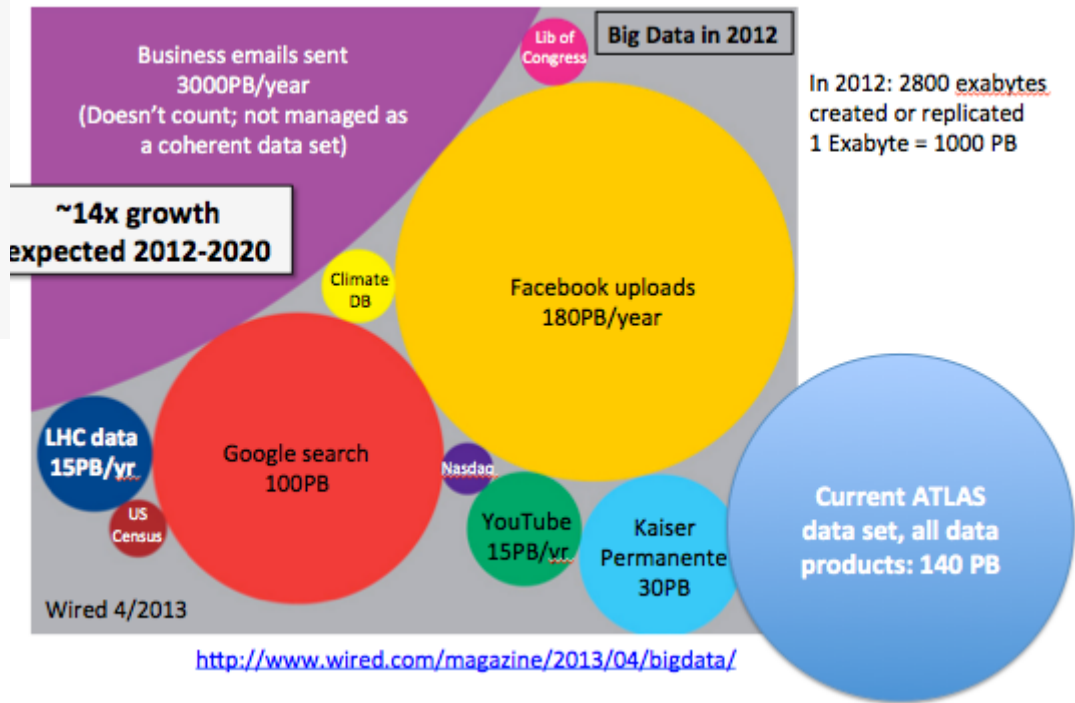 Big Data in 2012
Business emails sent
3000PB/year
(Doesn't count; not managed as
a coherent data set)
Lib of
Congress
In 2012: 2800 exabytes
created or replicated
1 Exabyte = 1000 PB
~14x growth
expected 2012-2020
Climate
DB
Facebook uploads
180PB/year
LHC data
15PB/yr
Google search
100PB
Nasdaq
US
Census
YouTube
15PB/yr
Kaiser
Permanente
30PB
Current ATLAS
data set, all data
products: 140 PB
Wired 4/2013
http://www.wired.com/magazine/2013/04/bigdata/